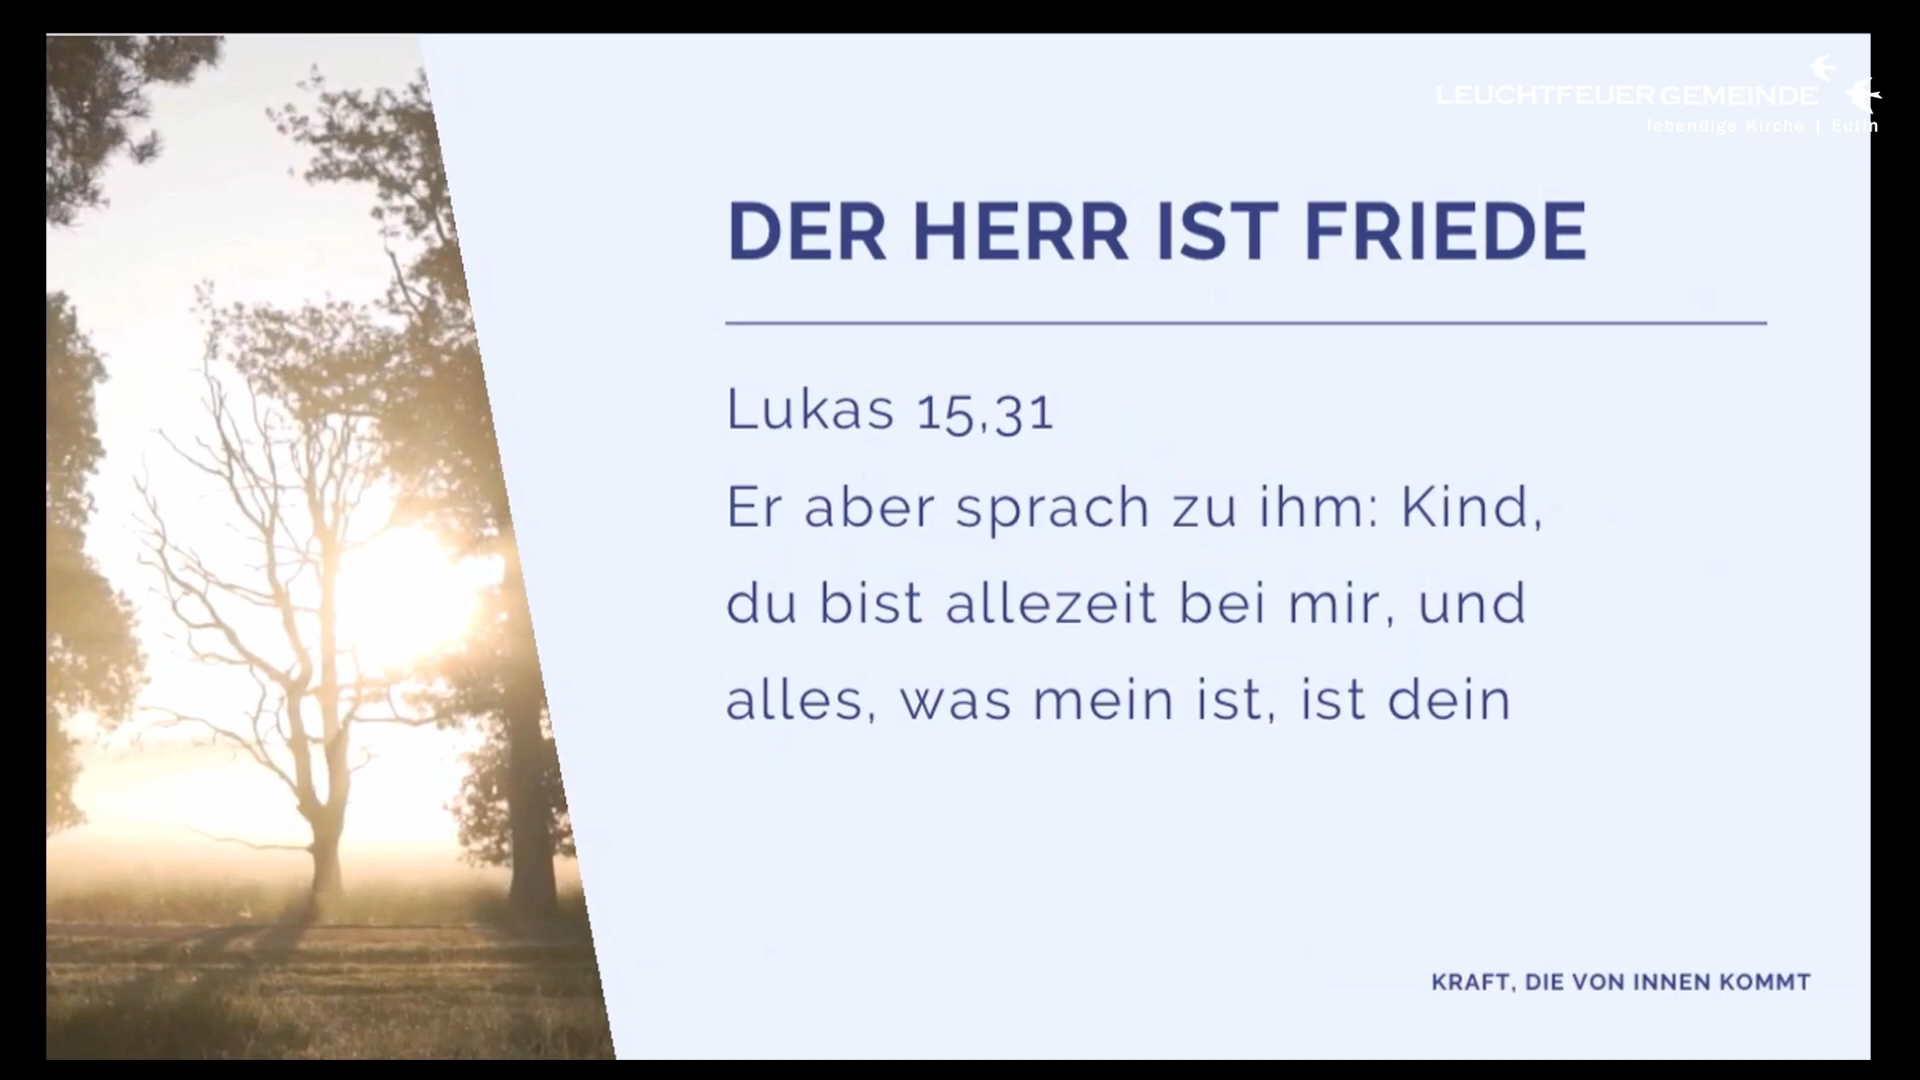 LEUCHTFEUER GEMEINDE
lebendige Kirche | Eutin
DER HERR IST FRIEDE
Lukas 15,31
Er aber sprach zu ihm: Kind,
du bist allezeit bei mir, und
alles, was mein ist, ist dein
KRAFT, DIE VON INNEN KOMMT